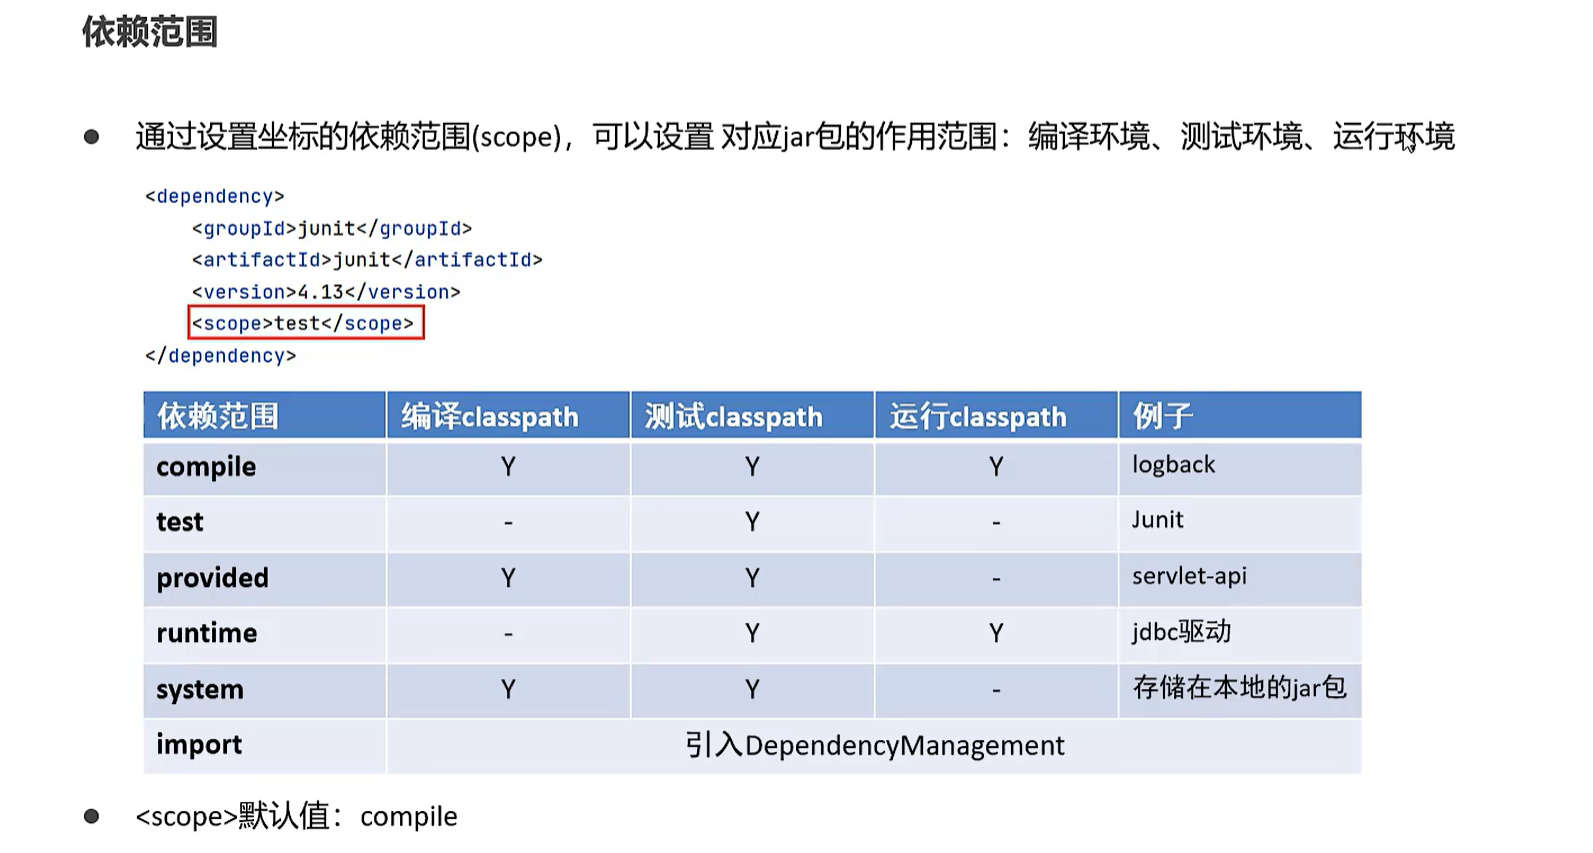 依赖范围
● 通过设置坐标的依赖范围(scope)，可以设置 对应jar包的作用范围：编译环境、测试环境、运行环境
<dependency>
<groupId>junit</groupId>
<artifactId>junit</artifactId>
<version>4.13</version>
<scope>test</scope>
</dependency>
依赖范围 编译classpath 测试classpath 运行classpath 例子
compile Y Y Y logback
test - Y - Junit
provided Y Y - servlet-api
runtime - Y Y jdbc驱动
system Y Y - 存储在本地的jar包
import 引入DependencyManagement
● <scope>默认值：compile